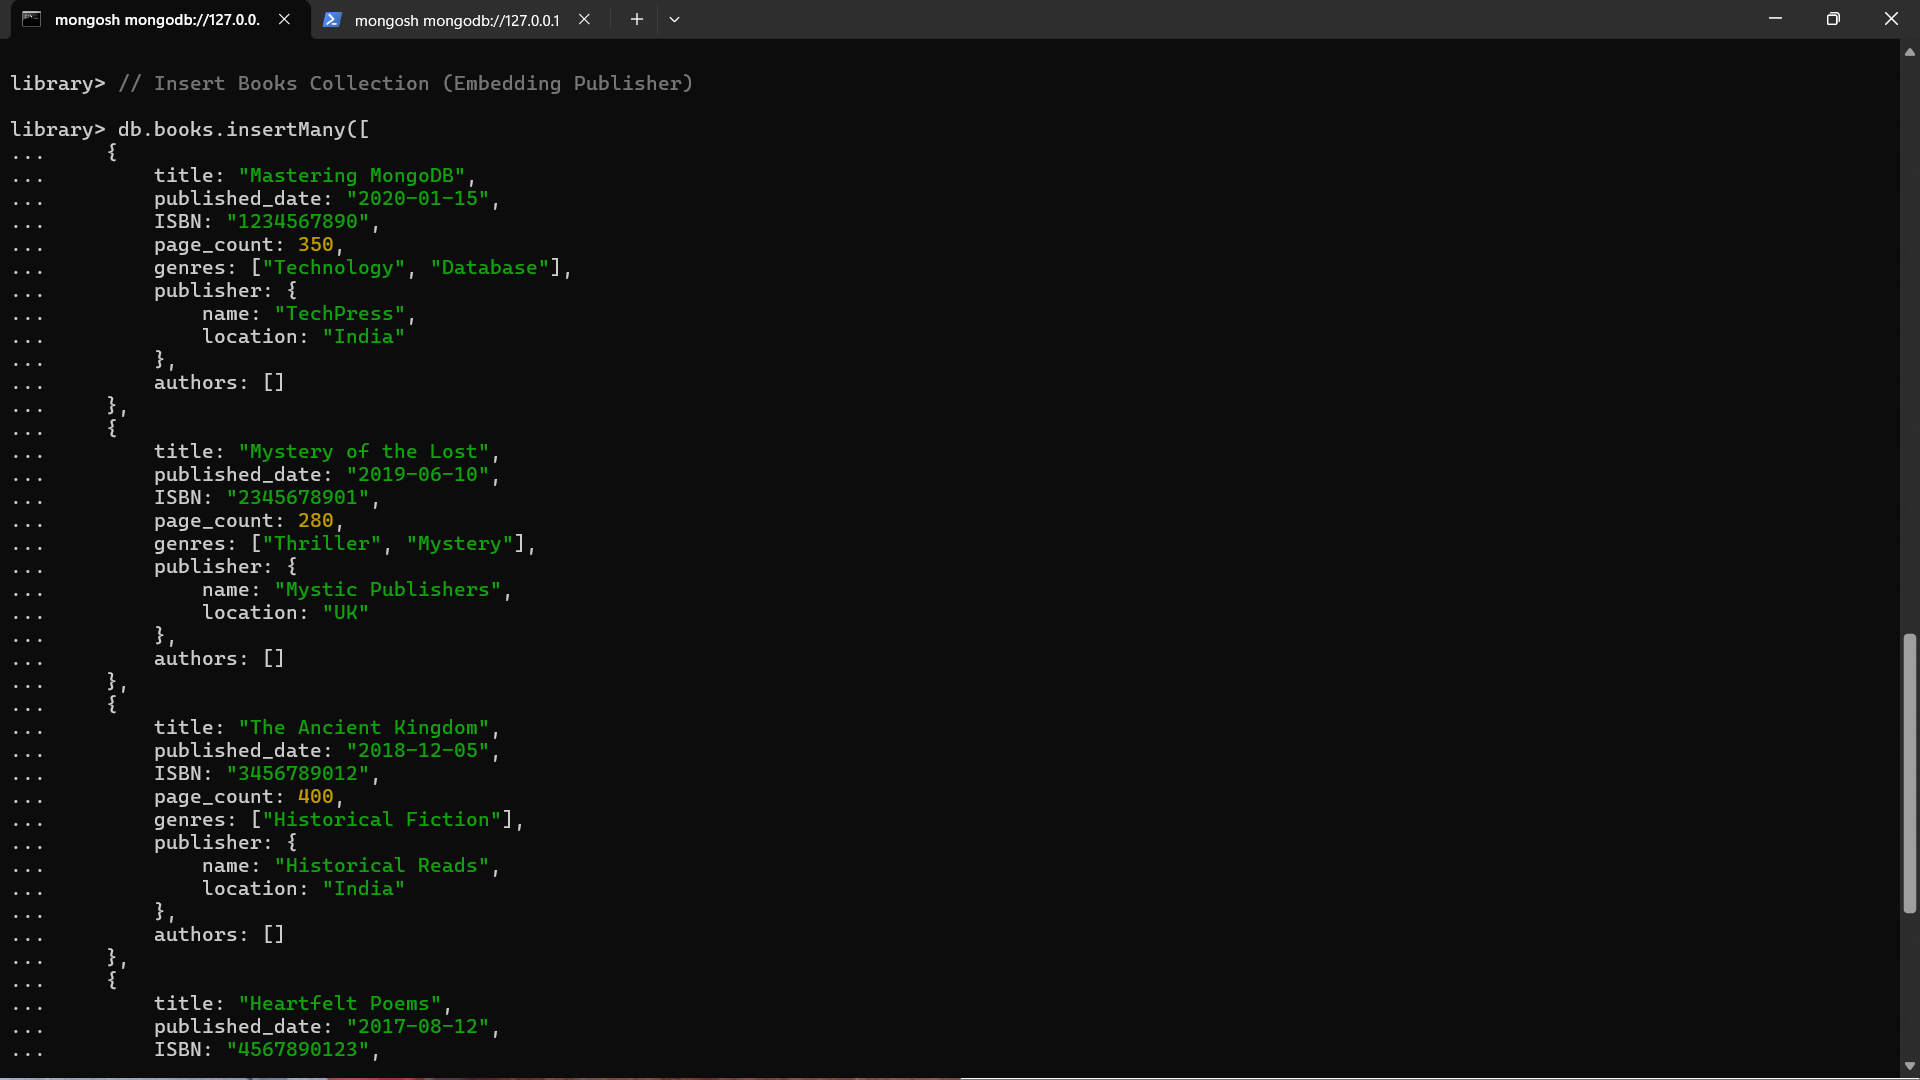 mongosh mongodb://127.0.0. mongosh mongodb://127.0.0.1
library> // Insert Books Collection (Embedding Publisher)
library> db.books.insertMany([
... {
... title: "Mastering MongoDB",
... published_date: "2020-01-15",
... ISBN: "1234567890",
... page_count: 350,
... genres: ["Technology", "Database"],
... publisher: {
... name: "TechPress",
... location: "India"
... },
... authors: []
... },
... {
... title: "Mystery of the Lost",
... published_date: "2019-06-10",
... ISBN: "2345678901",
... page_count: 280,
... genres: ["Thriller", "Mystery"],
... publisher: {
... name: "Mystic Publishers",
... location: "UK"
... },
... authors: []
... },
... {
... title: "The Ancient Kingdom",
... published_date: "2018-12-05",
... ISBN: "3456789012",
... page_count: 400,
... genres: ["Historical Fiction"],
... publisher: {
... name: "Historical Reads",
... location: "India"
... },
... authors: []
... },
... {
... title: "Heartfelt Poems",
... published_date: "2017-08-12",
... ISBN: "4567890123",